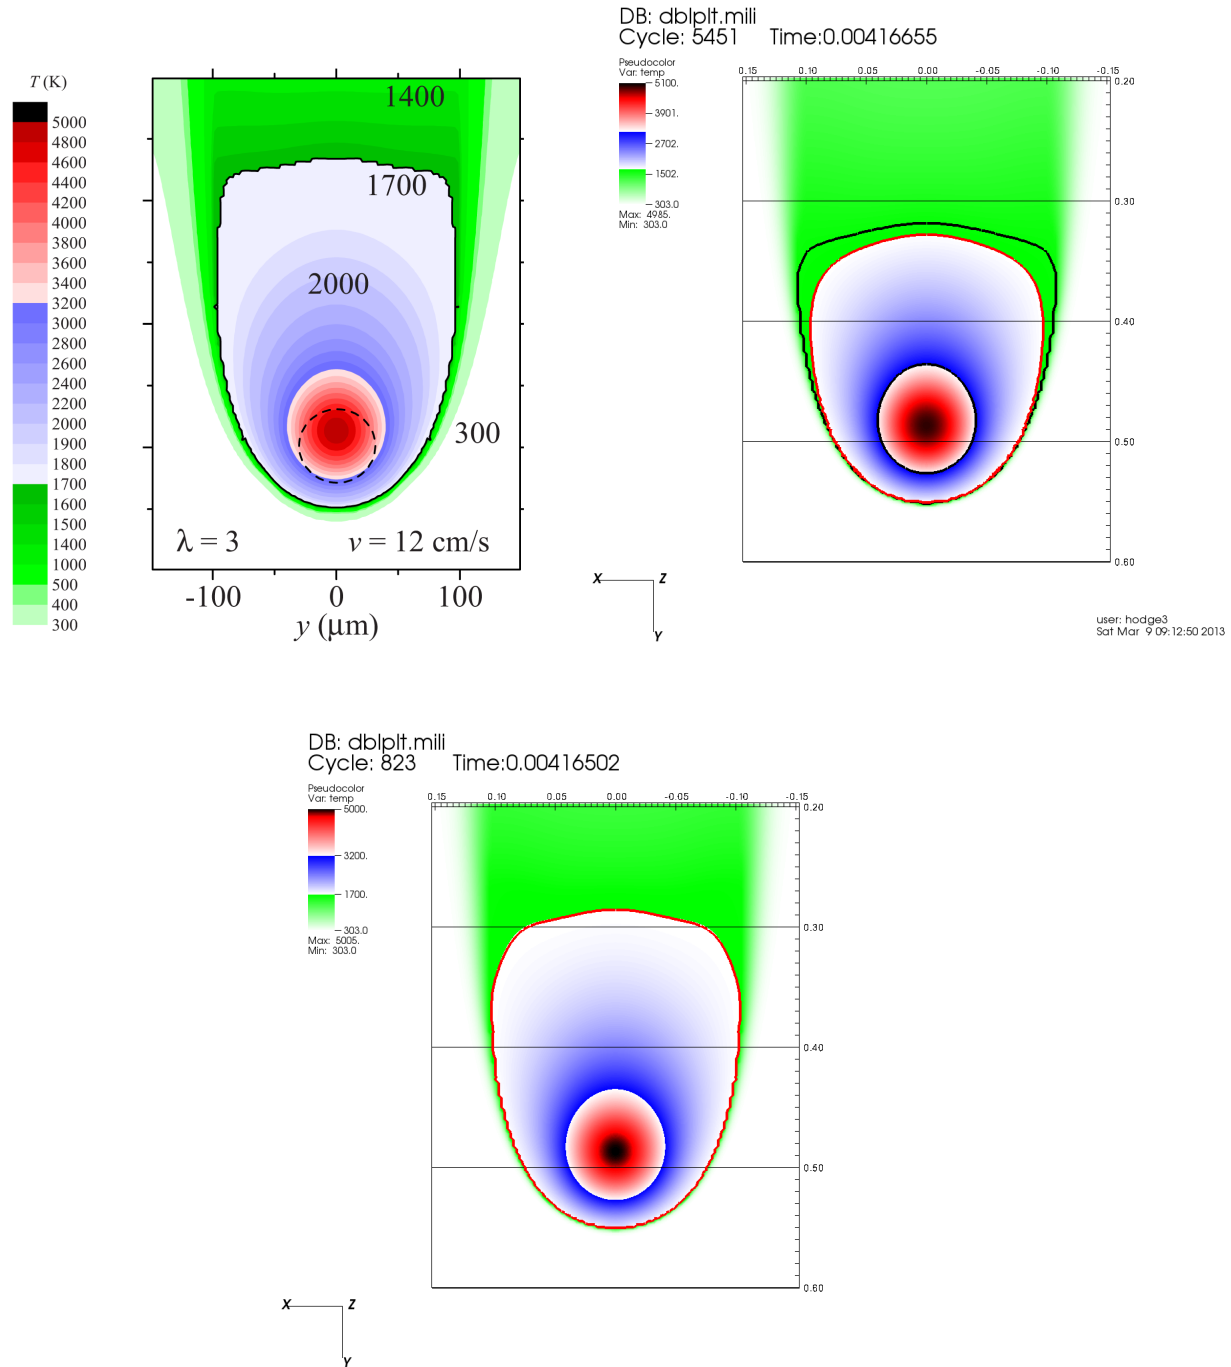 T (K)
5000
4800
4600
4400
4200
4000
3800
3600
3400
3200
3000
2800
2600
2400
2200
2000
1900
1800
1700
1600
1500
1400
1000
500
400
300
1400
1700
2000
300
λ = 3
v = 12 cm/s
-100 0 100
y (μm)
DB: dblplt.mili
Cycle: 5451 Time:0.00416655
Pseudocolor
Var: temp
5100.
3901.
2702.
1502.
303.0
Max: 4985.
Min: 303.0
0.15 0.10 0.05 0.00 -0.05 -0.10 -0.15
0.20
0.30
0.40
0.50
0.60
X Z
Y
user: hodge3
Sat Mar 9 09:12:50 2013
DB: dblplt.mili
Cycle: 823 Time:0.00416502
Pseudocolor
Var: temp
5000.
3200.
1700.
303.0
Max: 5005.
Min: 303.0
0.15 0.10 0.05 0.00 -0.05 -0.10 -0.15
0.20
0.30
0.40
0.50
0.60
X Z
Y